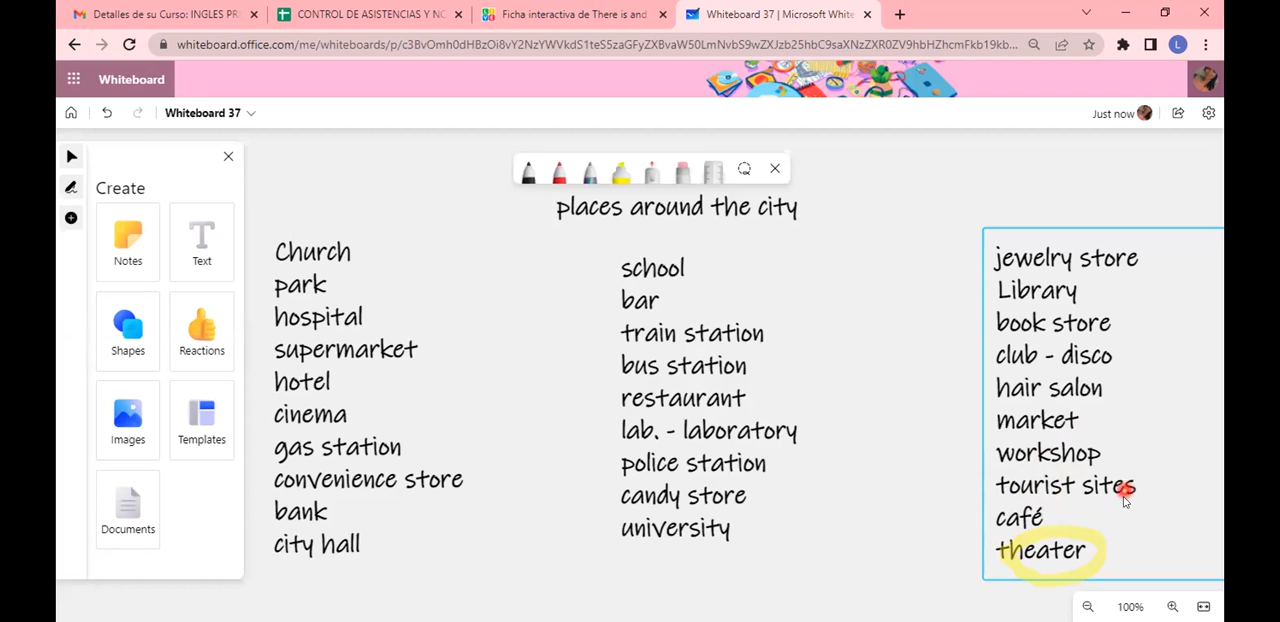 Detalles de su Curso: INGLES PRE
CONTROL DE ASISTENCIAS Y NO
Ficha interactiva de There is and
Whiteboard 37 | Microsoft White
whiteboard.office.com/me/whiteboards/p/
L
Whiteboard
Whiteboard 37
Just now
Create
Notes
Text
Shapes
Reactions
Images
Templates
Documents
places around the city
Church
park
hospital
supermarket
hotel
cinema
gas station
convenience store
bank
city hall
school
bar
train station
bus station
restaurant
lab. - laboratory
police station
candy store
university
jewelry store
Library
book store
club - disco
hair salon
market
workshop
tourist sites
café
theater
100%